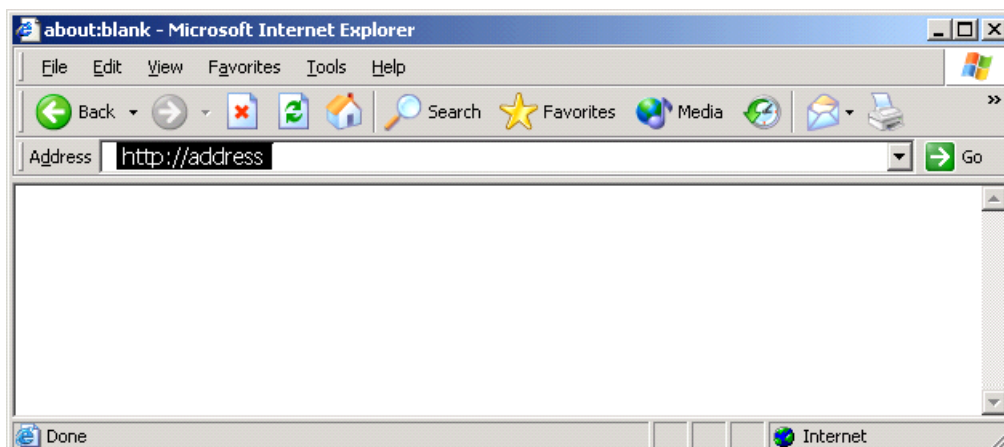 about:blank - Microsoft Internet Explorer
File Edit View Favorites Tools Help
Back Search Favorites Media »
Address http://address Go
Done Internet